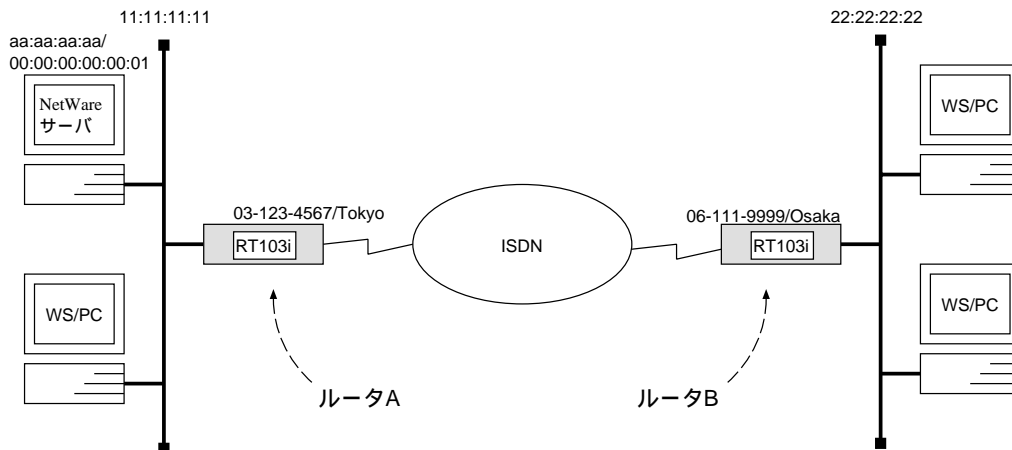 11:11:11:11
22:22:22:22
aa:aa:aa:aa/
00:00:00:00:00:01
NetWare
サーバ
WS/PC
03-123-4567/Tokyo
06-111-9999/Osaka
RT103i
ISDN
RT103i
WS/PC
WS/PC
ルータA
ルータB